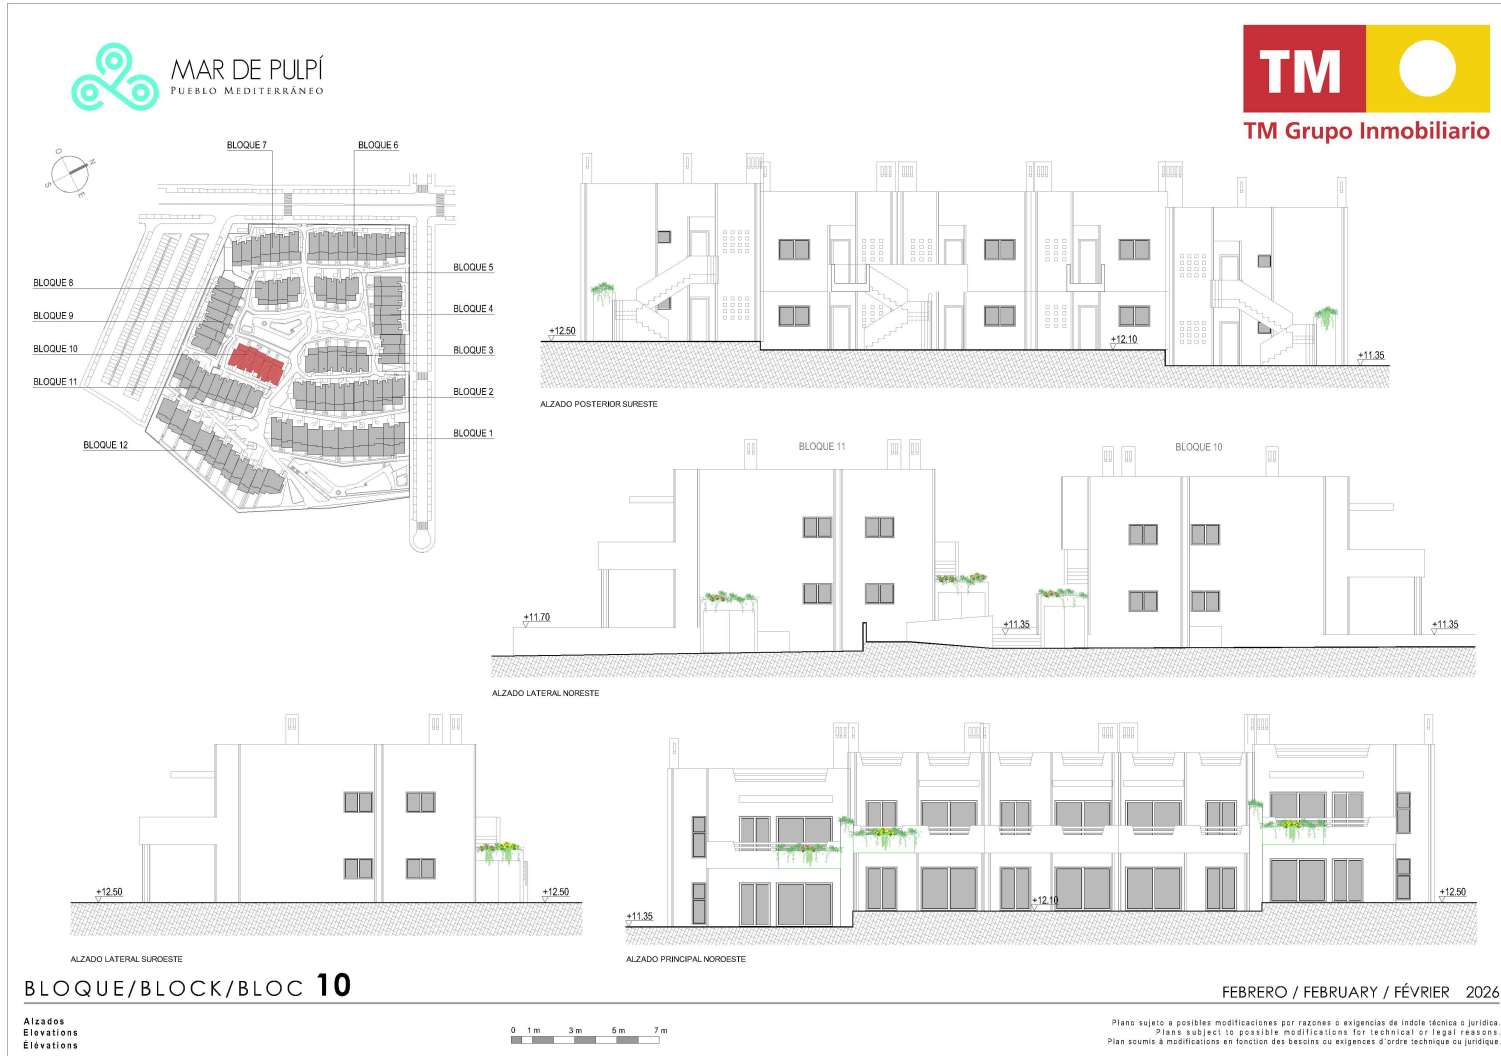 MAR DE PULPÍ
PUEBLO MEDITERRÁNEO
TM
TM Grupo Inmobiliario
O
N
S
E
BLOQUE 7
BLOQUE 6
BLOQUE 5
BLOQUE 8
BLOQUE 4
BLOQUE 9
BLOQUE 10
BLOQUE 3
BLOQUE 11
BLOQUE 2
BLOQUE 1
BLOQUE 12
+12.50
+12.10
+11.35
ALZADO POSTERIOR SURESTE
BLOQUE 11
BLOQUE 10
+11.70
+11.35
+11.35
ALZADO LATERAL NORESTE
+12.50
+12.50
ALZADO LATERAL SUROESTE
+11.35
+12.10
+12.50
ALZADO PRINCIPAL NOROESTE
BLOQUE/BLOCK/BLOC 10
FEBRERO / FEBRUARY / FÉVRIER 2026
Alzados
Elevations
Élévations
0 1 m 3 m 5 m 7 m
Plano sujeto a posibles modificaciones por razones o exigencias de índole técnica o jurídica.
Plans subject to possible modifications for technical or legal reasons.
Plan soumis à modifications en fonction des besoins ou exigences d'ordre technique ou juridique.